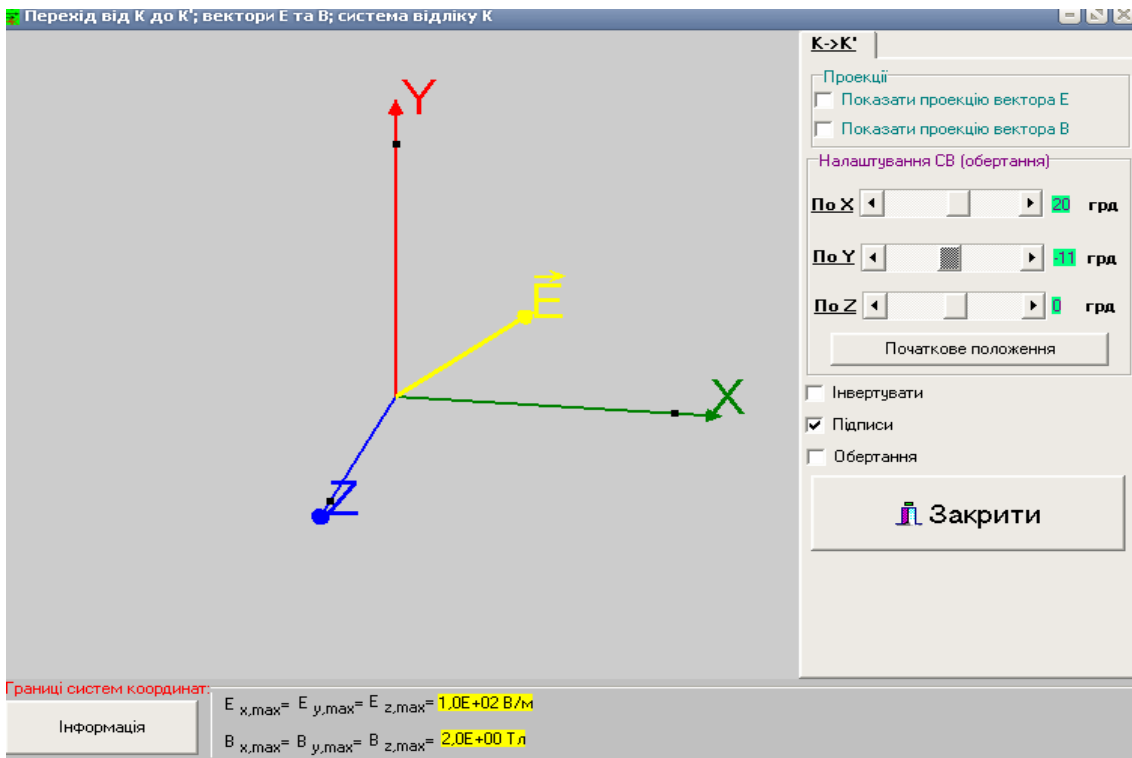 Перехід від К до К'; вектори Е та В; система відліку К
K->K'
Проекції
Показати проекцію вектора Е
Показати проекцію вектора В
Налаштування СВ (обертання)
По X 20 грд
По Y -11 грд
По Z 0 грд
Початкове положення
Інвертувати
Підписи
Обертання
Закрити
Y
E
X
Z
Границі систем координат:
Інформація
E x,max= E y,max= E z,max= 1,0E+02 В/м
B x,max= B y,max= B z,max= 2,0E+00 Тл